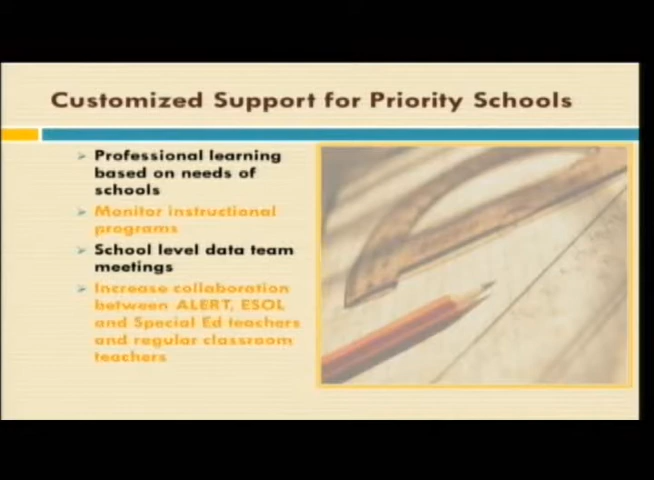 Customized Support for Priority Schools
Professional learning
based on needs of
schools
Monitor instructional
programs
School level data team
meetings
Increase collaboration
between ALERT, ESOL
and Special Ed teachers
and regular classroom
teachers